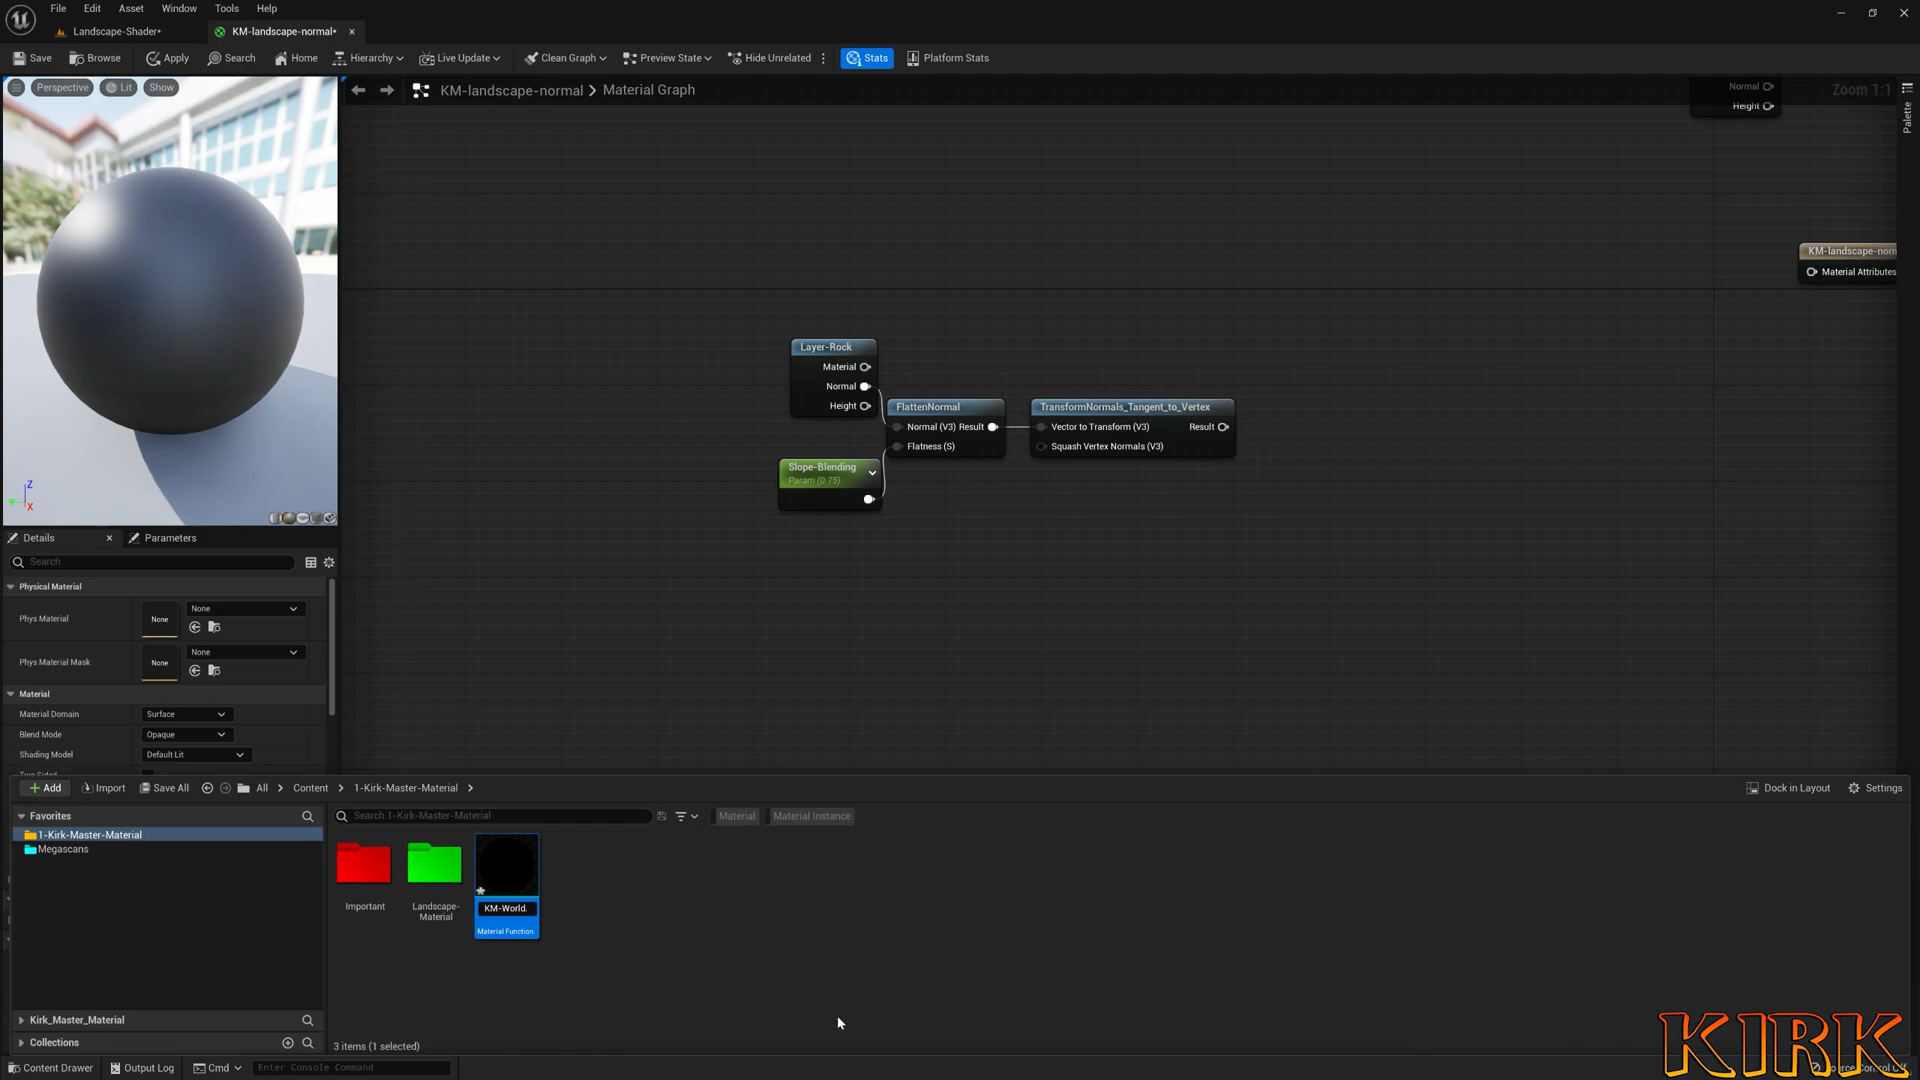 File Edit Asset Window Tools Help
Landscape-Shader*
KM-landscape-normal*
Save Browse Apply Search Home Hierarchy Live Update Clean Graph Preview State Hide Unrelated Stats Platform Stats
Perspective Lit Show
KM-landscape-normal > Material Graph
Zoom 1:1
Palette
Normal
Height
KM-landscape-norm
Material Attributes
Layer-Rock
Material
Normal
Height
FlattenNormal
Normal (V3) Result
Flatness (S)
TransformNormals_Tangent_to_Vertex
Vector to Transform (V3) Result
Squash Vertex Normals (V3)
Slope-Blending
Param (0.75)
Z
Y
X
Details
Parameters
Search
Physical Material
Phys Material None None
Phys Material Mask None None
Material
Material Domain Surface
Blend Mode Opaque
Shading Model Default Lit
Two Sided
Add Import Save All All > Content > 1-Kirk-Master-Material >
Dock in Layout Settings
Favorites
1-Kirk-Master-Material
Megascans
Search 1-Kirk-Master-Material
Material
Material Instance
Important
Landscape-
Material
KM-World.
Material Function
Kirk_Master_Material
Collections
3 items (1 selected)
Content Drawer Output Log Cmd Enter Console Command
KIRK
Source Control Off